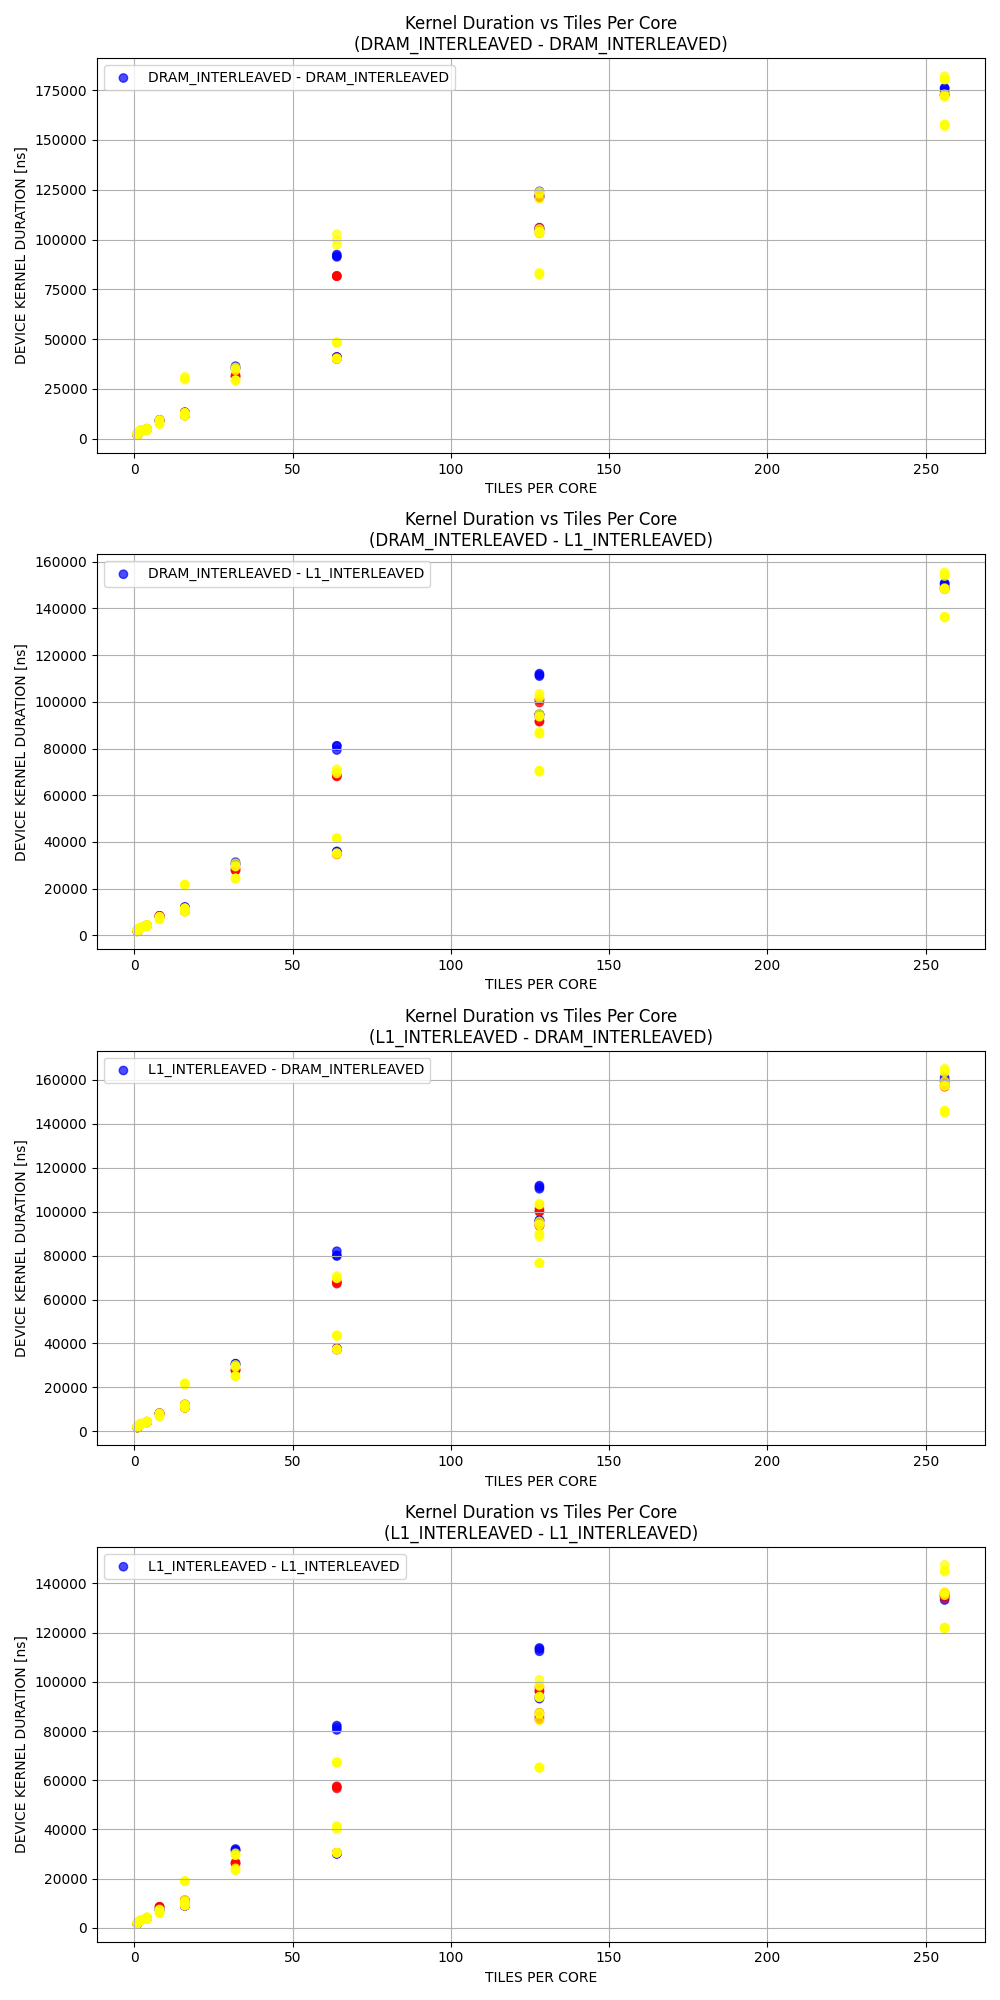 Kernel Duration vs Tiles Per Core
(DRAM_INTERLEAVED - DRAM_INTERLEAVED)
DRAM_INTERLEAVED - DRAM_INTERLEAVED
DEVICE KERNEL DURATION [ns]
175000
150000
125000
100000
75000
50000
25000
0
0 50 100 150 200 250
TILES PER CORE
Kernel Duration vs Tiles Per Core
(DRAM_INTERLEAVED - L1_INTERLEAVED)
DRAM_INTERLEAVED - L1_INTERLEAVED
DEVICE KERNEL DURATION [ns]
160000
140000
120000
100000
80000
60000
40000
20000
0
0 50 100 150 200 250
TILES PER CORE
Kernel Duration vs Tiles Per Core
(L1_INTERLEAVED - DRAM_INTERLEAVED)
L1_INTERLEAVED - DRAM_INTERLEAVED
DEVICE KERNEL DURATION [ns]
160000
140000
120000
100000
80000
60000
40000
20000
0
0 50 100 150 200 250
TILES PER CORE
Kernel Duration vs Tiles Per Core
(L1_INTERLEAVED - L1_INTERLEAVED)
L1_INTERLEAVED - L1_INTERLEAVED
DEVICE KERNEL DURATION [ns]
140000
120000
100000
80000
60000
40000
20000
0
0 50 100 150 200 250
TILES PER CORE